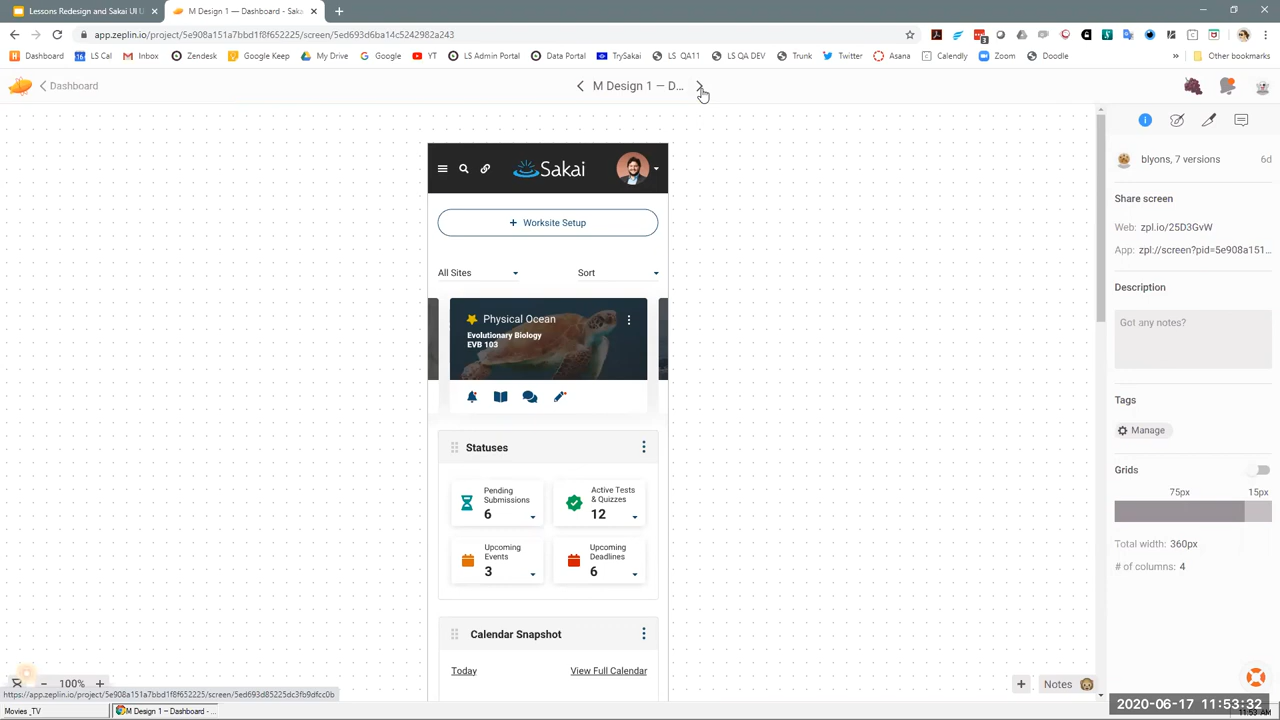 Lessons Redesign and Sakai UI U
M Design 1 — Dashboard - Sak
app.zeplin.io/project/5e908a151a7bbd1f8f652225/screen/5ed693d6ba14c5242982a243
Dashboard
LS Cal
Inbox
Zendesk
Google Keep
My Drive
Google
YT
LS Admin Portal
Data Portal
TrySakai
LS QA11
LS QA DEV
Trunk
Twitter
Asana
Calendly
Zoom
Doodle
Other bookmarks
Dashboard
M Design 1 — D...
Sakai
+ Worksite Setup
All Sites
Sort
Physical Ocean
Evolutionary Biology
EVB 103
Statuses
Pending
Submissions
6
Active Tests
& Quizzes
12
Upcoming
Events
3
Upcoming
Deadlines
6
Calendar Snapshot
Today
View Full Calendar
blyons, 7 versions
6d
Share screen
Web: zpl.io/25D3GvW
App: zpl://screen?pid=5e908a151...
Description
Got any notes?
Tags
Manage
Grids
75px
15px
Total width: 360px
# of columns: 4
100%
Notes
https://app.zeplin.io/project/5e908a151a7bbd1f8f652225/screen/5ed693d85225dc3fb9dfcc0b
Movies _TV
M Design 1 – Dashboard - ...
2020-06-17 11:53:32
11:53 AM